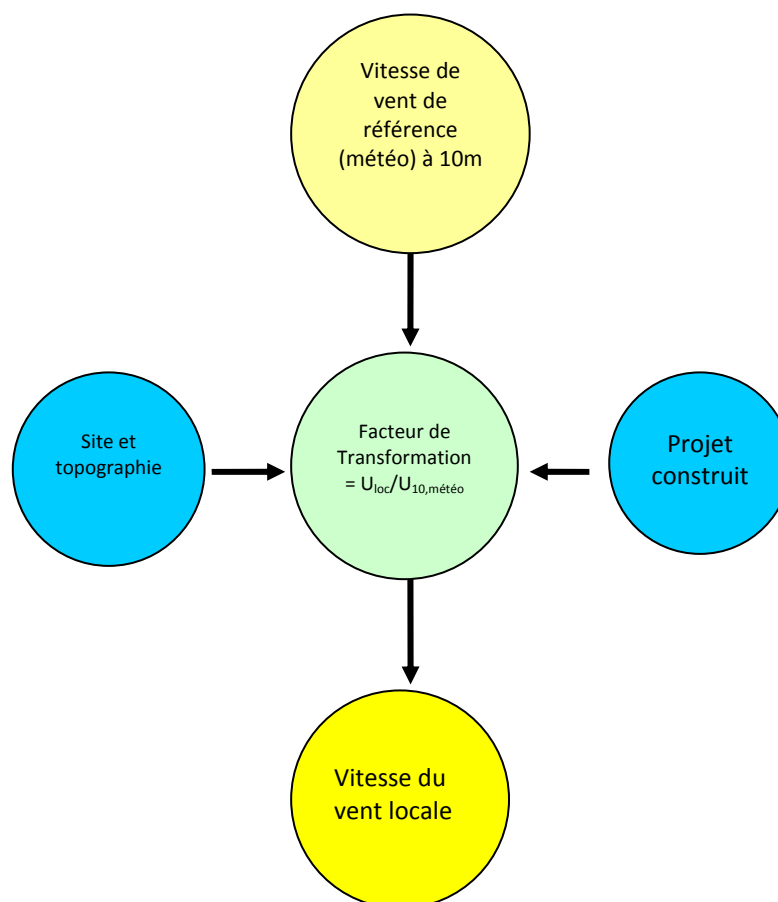 Vitesse de
vent de
référence
(météo) à 10m
Site et
topographie
Facteur de
Transformation
= Uloc/U10,météo
Projet
construit
Vitesse du
vent locale